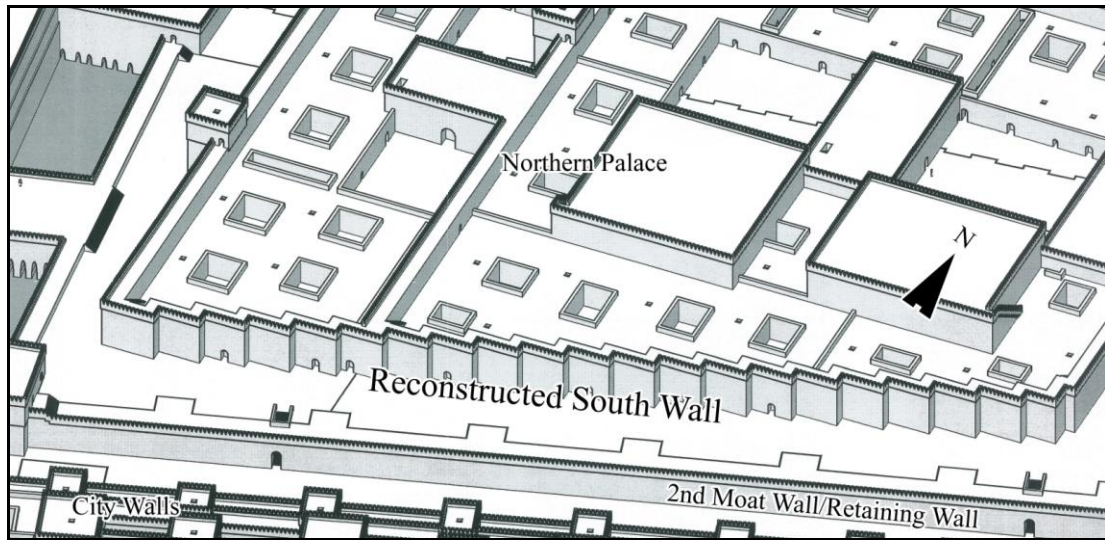 Northern Palace
N
Reconstructed South Wall
2nd Moat Wall/Retaining Wall
City Walls